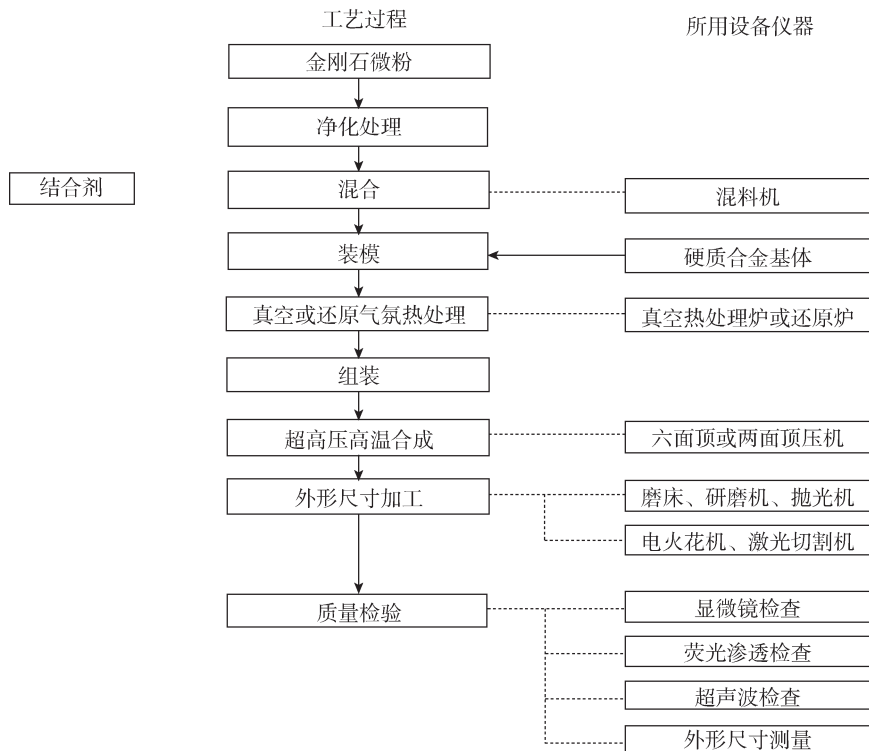 工艺过程
所用设备仪器
金刚石微粉
净化处理
结合剂
混合
混料机
装模
硬质合金基体
真空或还原气氛热处理
真空热处理炉或还原炉
组装
超高压高温合成
六面顶或两面顶压机
外形尺寸加工
磨床、研磨机、抛光机
电火花机、激光切割机
质量检验
显微镜检查
荧光渗透检查
超声波检查
外形尺寸测量